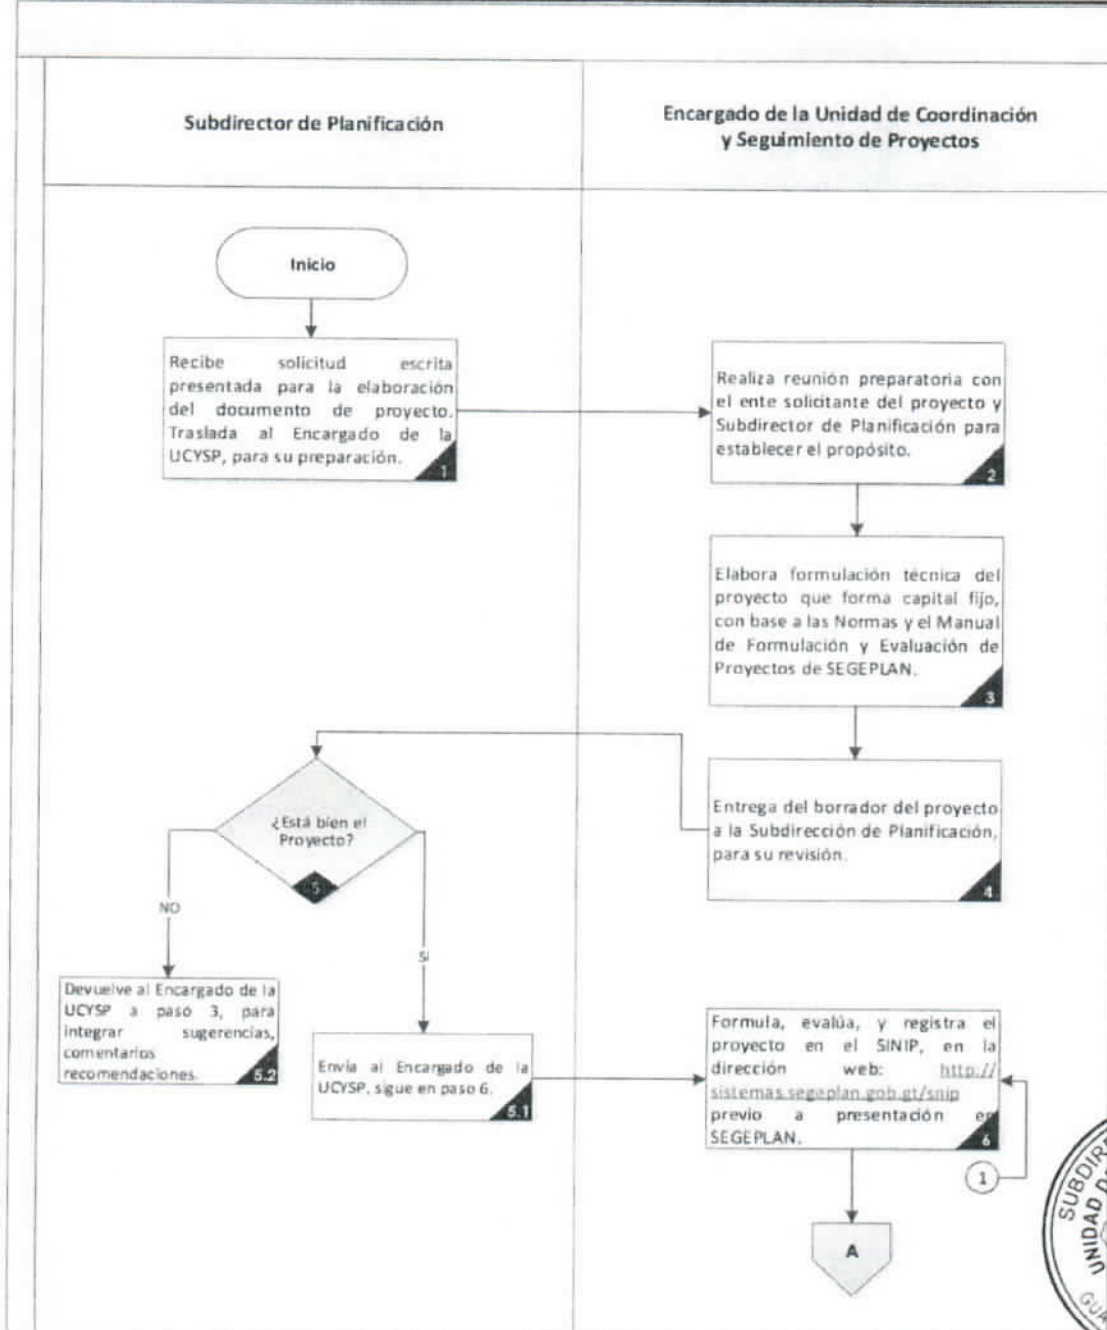 Subdirector de Planificación
Encargado de la Unidad de Coordinación
y Seguimiento de Proyectos
Inicio
Recibe solicitud escrita
presentada para la elaboración
del documento de proyecto.
Traslada al Encargado de la
UCYSP, para su preparación.
1
Realiza reunión preparatoria con
el ente solicitante del proyecto y
Subdirector de Planificación para
establecer el propósito.
2
Elabora formulación técnica del
proyecto que forma capital fijo,
con base a las Normas y el Manual
de Formulación y Evaluación de
Proyectos de SEGEPLAN.
3
Entrega del borrador del proyecto
a la Subdirección de Planificación,
para su revisión.
4
¿Está bien el
Proyecto?
5
NO
SI
Devuelve al Encargado de la
UCYSP a paso 3, para
integrar sugerencias,
comentarios
recomendaciones.
5.2
Envía al Encargado de la
UCYSP, sigue en paso 6.
5.1
Formula, evalúa, y registra el
proyecto en el SINIP, en la
dirección web: http://
sistemas.segeplan.gob.gt/snip
previo a presentación en
SEGEPLAN.
6
1
A
SUBDIRE
UNIDAD D
GUA